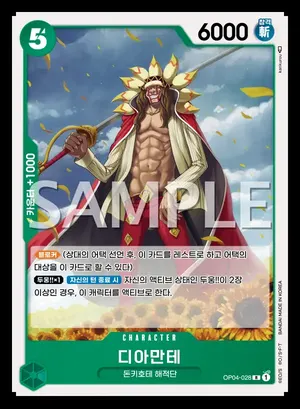 5
6000
참격
斬
카운터 +1000
SAMPLE
블로커 (상대의 어택 선언 후, 이 카드를 레스트로 하고 어택의
대상을 이 카드로 할 수 있다)
두웅!!×1 자신의 턴 종료 시 자신의 액티브 상태인 두웅!!이 2장
이상인 경우, 이 캐릭터를 액티브로 한다.
CHARACTER
디아만테
돈키호테 해적단
OP04-028 R 1
BANDAI MADE IN KOREA